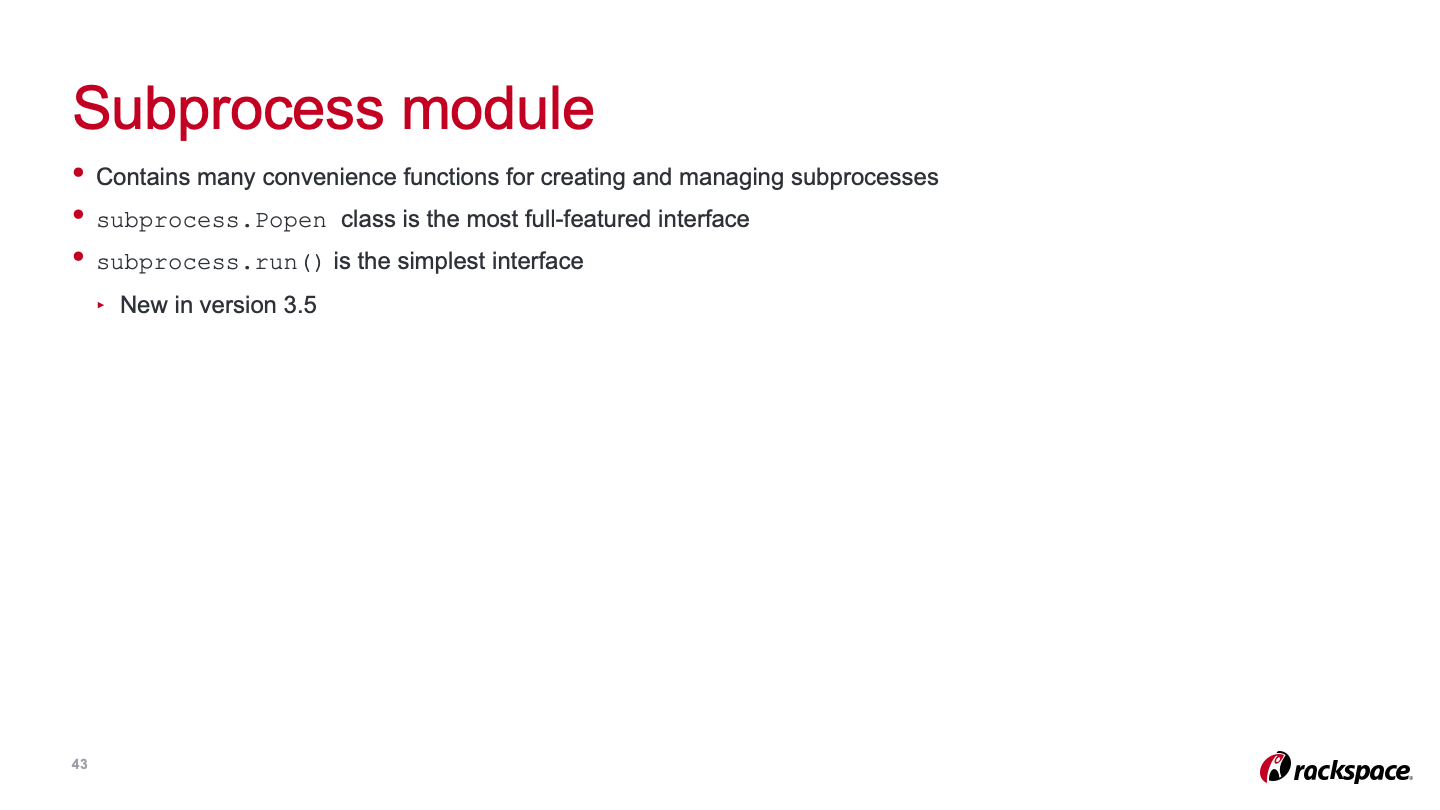 Subprocess module
• Contains many convenience functions for creating and managing subprocesses
• subprocess.Popen class is the most full-featured interface
• subprocess.run() is the simplest interface
‣ New in version 3.5
43
rackspace.